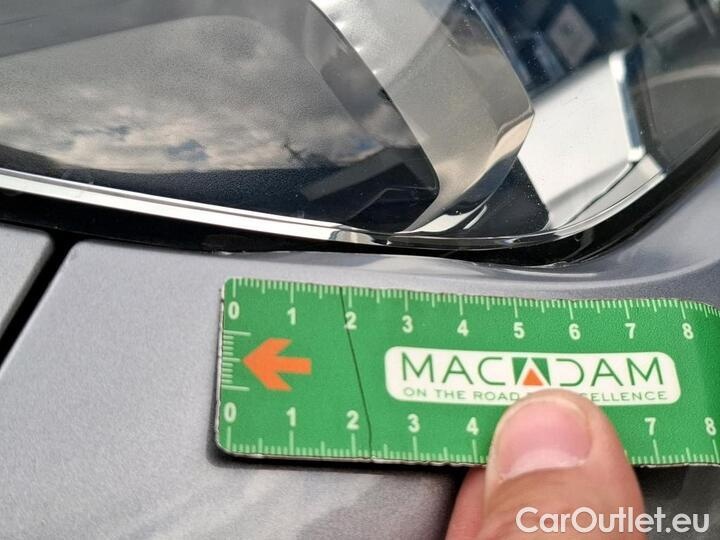 0 1 2 3 4 5 6 7 8
MACADAM
ON THE ROAD
0 1 2 3 4 7 8
CarOutlet.eu